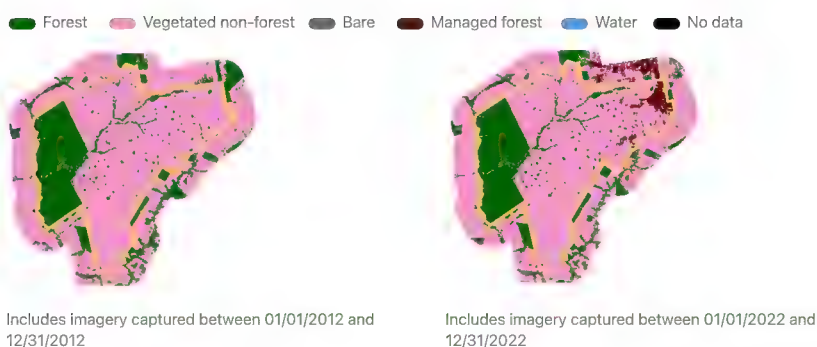 Forest Vegetated non-forest Bare Managed forest Water No data
Includes imagery captured between 01/01/2012 and
12/31/2012
Includes imagery captured between 01/01/2022 and
12/31/2022